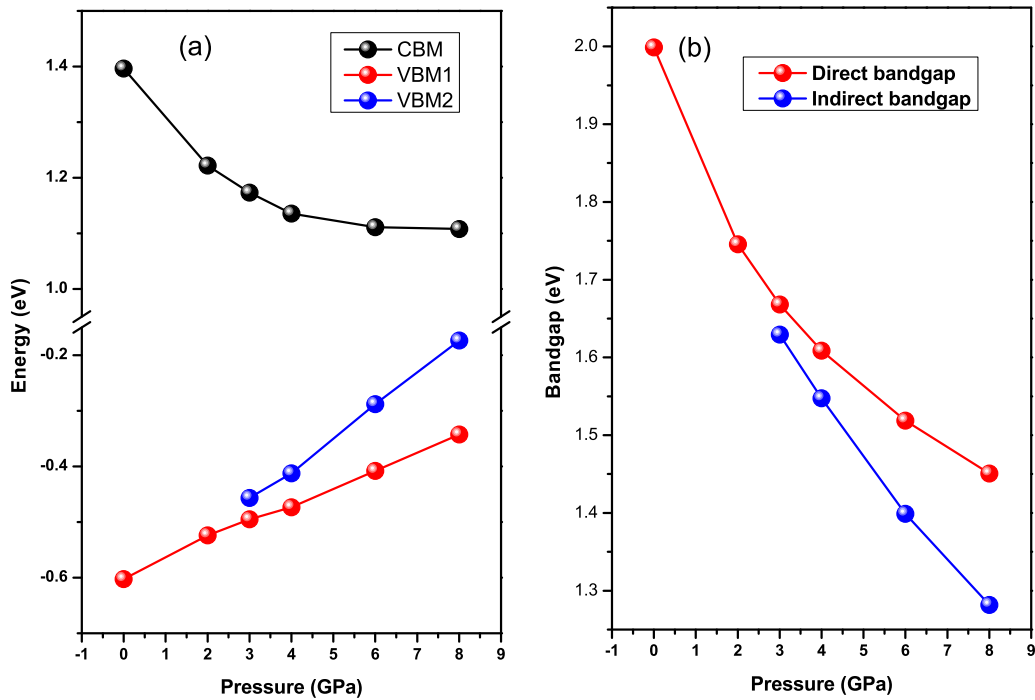 (a)
CBM
VBM1
VBM2
1.4
1.2
1.0
-0.2
-0.4
-0.6
Energy (eV)
-1 0 1 2 3 4 5 6 7 8 9
Pressure (GPa)
(b)
Direct bandgap
Indirect bandgap
2.0
1.9
1.8
1.7
1.6
1.5
1.4
1.3
Bandgap (eV)
-1 0 1 2 3 4 5 6 7 8 9
Pressure (GPa)